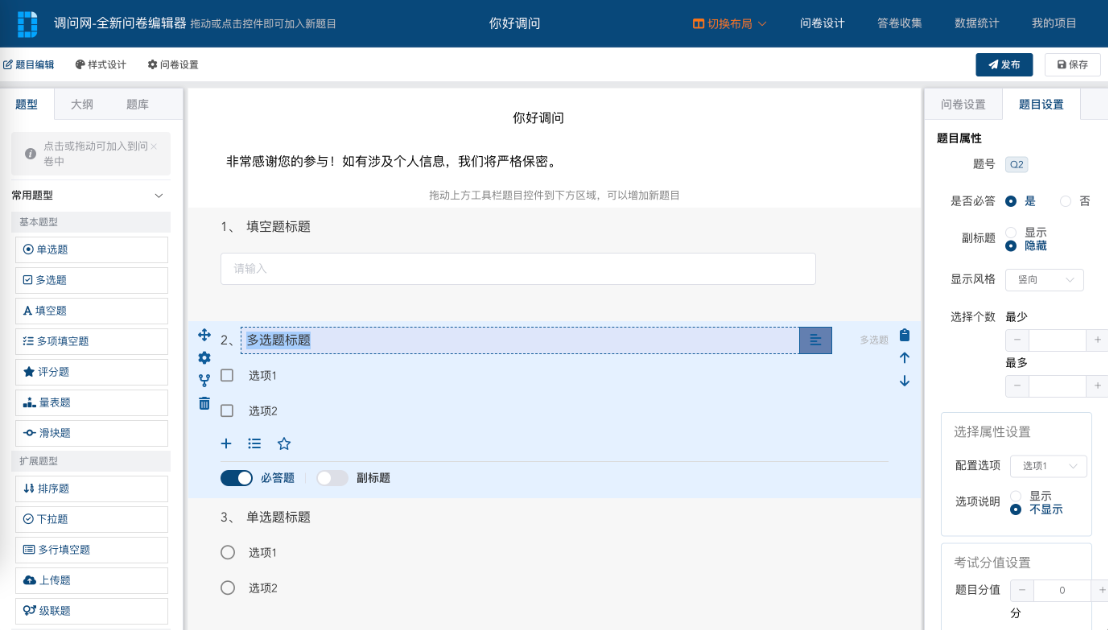 调问网-全新问卷编辑器 拖动或点击控件即可加入新题目
你好调问
切换布局
问卷设计
答卷收集
数据统计
我的项目
题目编辑
样式设计
问卷设置
发布
保存
题型
大纲
题库
点击或拖动可加入到问
卷中
常用题型
基本题型
单选题
多选题
填空题
多项填空题
评分题
量表题
滑块题
扩展题型
排序题
下拉题
多行填空题
上传题
级联题
你好调问
非常感谢您的参与！如有涉及个人信息，我们将严格保密。
拖动上方工具栏题目控件到下方区域，可以增加新题目
1、 填空题标题
请输入
2、 多选题标题
多选题
选项1
选项2
必答题
副标题
3、 单选题标题
选项1
选项2
问卷设置
题目设置
题目属性
题号 Q2
是否必答 是 否
副标题 显示
隐藏
显示风格 竖向
选择个数 最少
最多
选择属性设置
配置选项 选项1
选项说明 显示
不显示
考试分值设置
题目分值 0
分